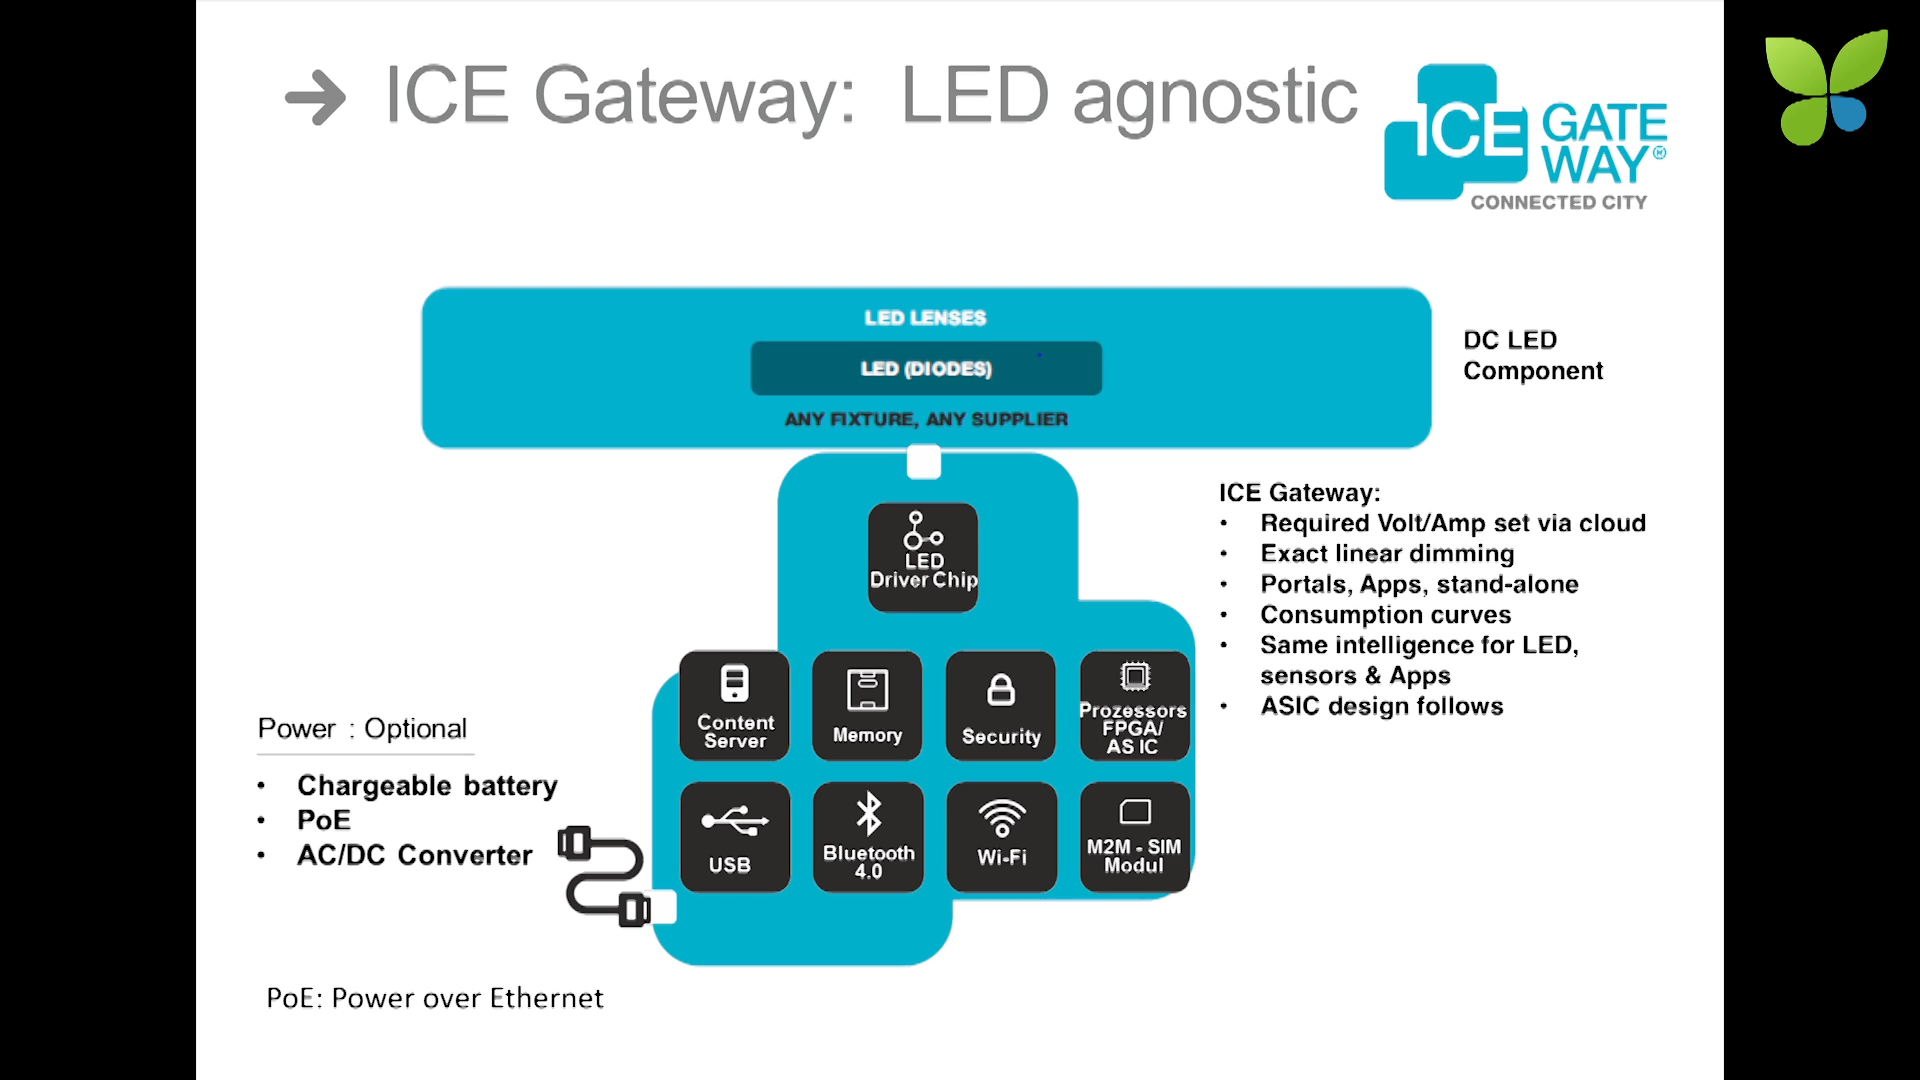 ICE Gateway: LED agnostic
ICE GATE
WAY®
CONNECTED CITY
LED LENSES
LED (DIODES)
ANY FIXTURE, ANY SUPPLIER
DC LED
Component
LED
Driver Chip
ICE Gateway:
• Required Volt/Amp set via cloud
• Exact linear dimming
• Portals, Apps, stand-alone
• Consumption curves
• Same intelligence for LED,
sensors & Apps
• ASIC design follows
Content
Server
Memory
Security
Prozessors
FPGA/
AS IC
USB
Bluetooth
4.0
Wi-Fi
M2M - SIM
Modul
Power : Optional
• Chargeable battery
• PoE
• AC/DC Converter
PoE: Power over Ethernet